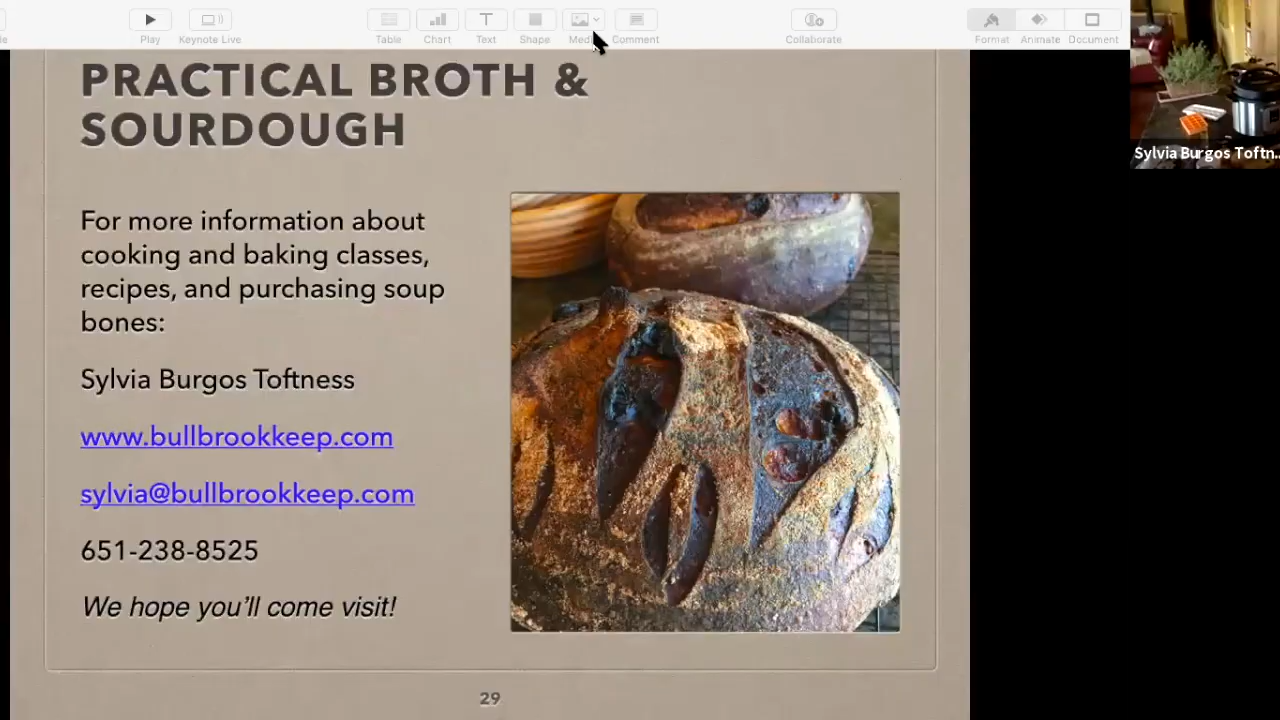 Play
Keynote Live
Table
Chart
Text
Shape
Comment
Collaborate
Format
Animate
Document
Sylvia Burgos Toftn...
PRACTICAL BROTH &
SOURDOUGH
For more information about
cooking and baking classes,
recipes, and purchasing soup
bones:
Sylvia Burgos Toftness
www.bullbrookkeep.com
sylvia@bullbrookkeep.com
651-238-8525
We hope you'll come visit!
29